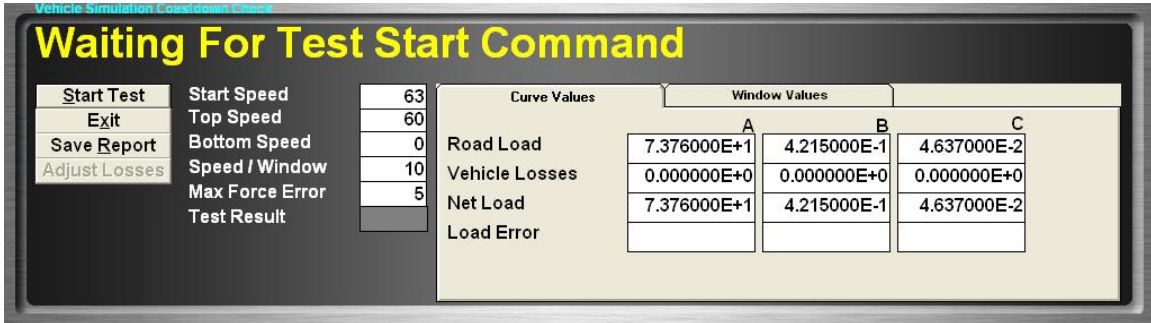 Vehicle Simulation Coastdown Check
Waiting For Test Start Command
Start Test
Exit
Save Report
Adjust Losses
Start Speed 63
Top Speed 60
Bottom Speed 0
Speed / Window 10
Max Force Error 5
Test Result
Curve Values Window Values
A B C
Road Load 7.376000E+1 4.215000E-1 4.637000E-2
Vehicle Losses 0.000000E+0 0.000000E+0 0.000000E+0
Net Load 7.376000E+1 4.215000E-1 4.637000E-2
Load Error